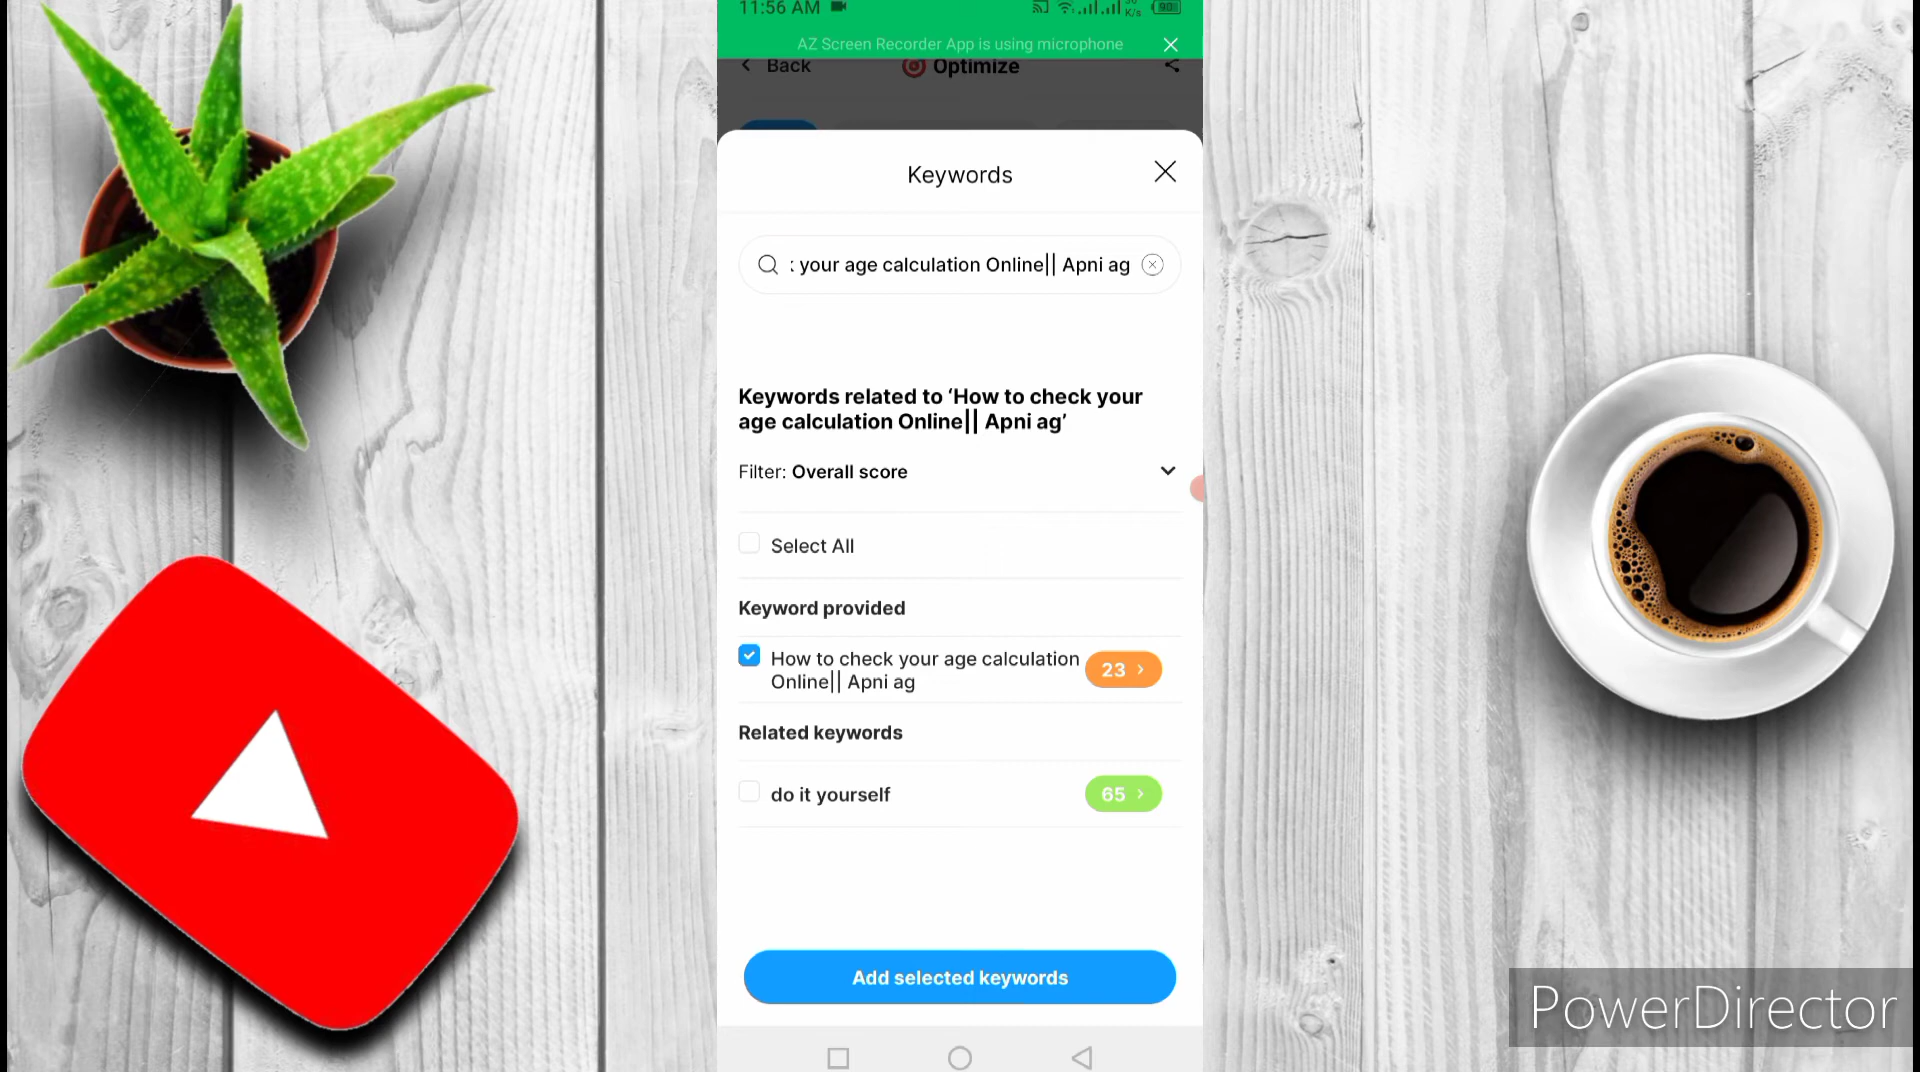 11:56 AM
K/s
90
AZ Screen Recorder App is using microphone
Back
Optimize
Keywords
your age calculation Online|| Apni ag
Keywords related to ‘How to check your
age calculation Online|| Apni ag’
Filter: Overall score
Select All
Keyword provided
How to check your age calculation
Online|| Apni ag
23
Related keywords
do it yourself
65
Add selected keywords
PowerDirector